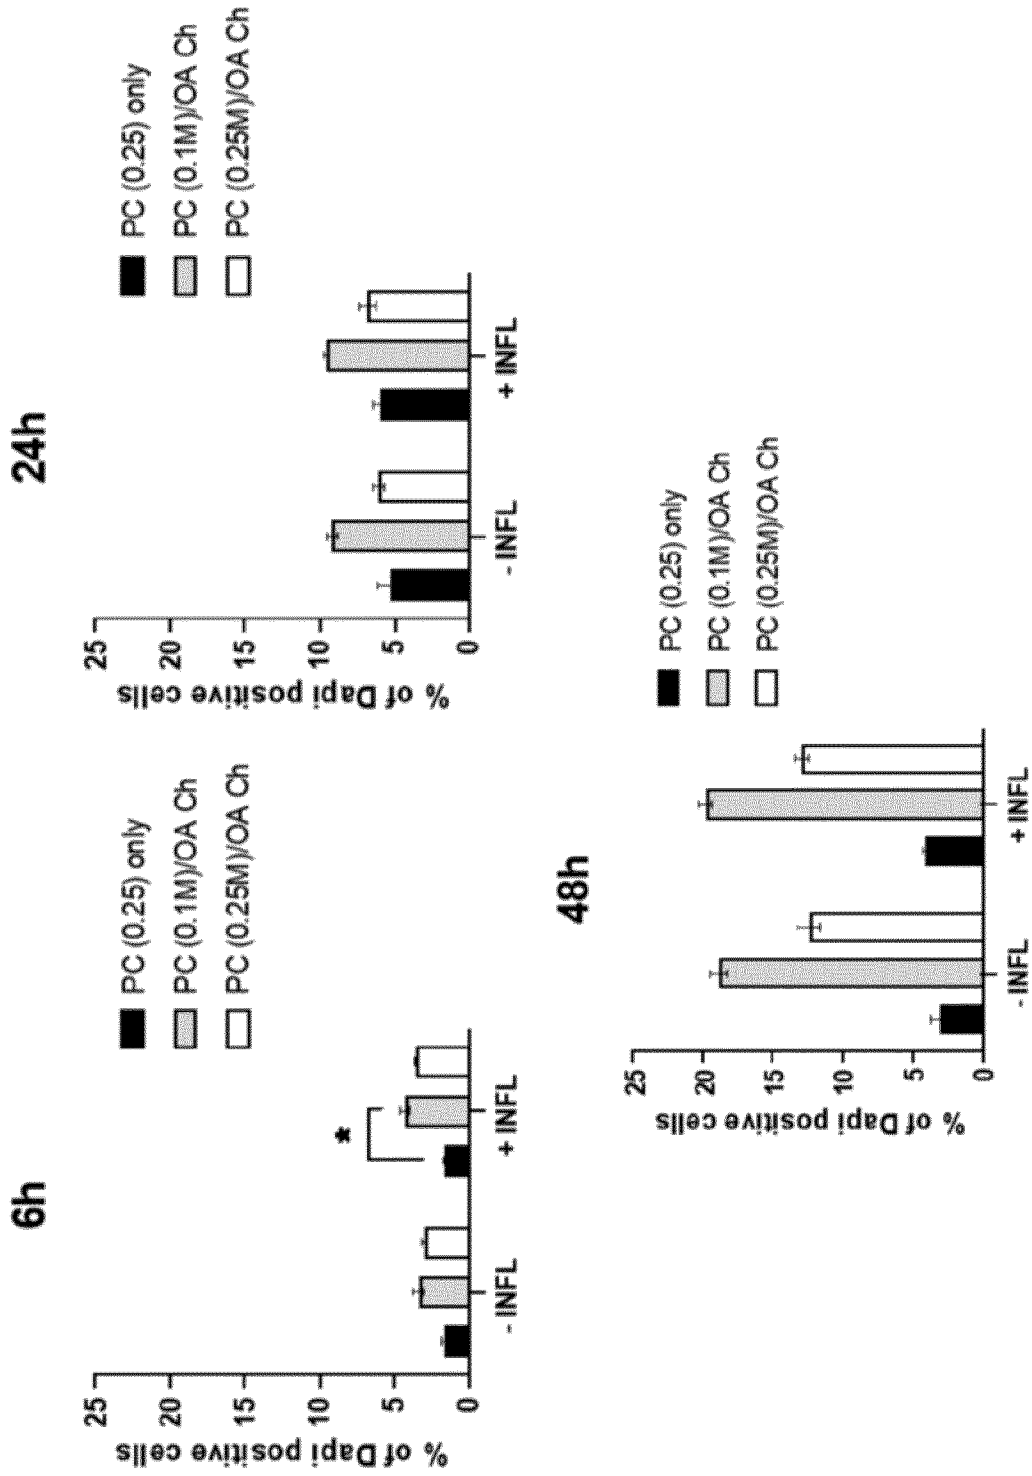 6h
% of Dapi positive cells
25
20
15
10
5
0
- INFL
+ INFL
*
PC (0.25) only
PC (0.1M)/OA Ch
PC (0.25M)/OA Ch
24h
% of Dapi positive cells
25
20
15
10
5
0
- INFL
+ INFL
PC (0.25) only
PC (0.1M)/OA Ch
PC (0.25M)/OA Ch
48h
% of Dapi positive cells
25
20
15
10
5
0
- INFL
+ INFL
PC (0.25) only
PC (0.1M)/OA Ch
PC (0.25M)/OA Ch